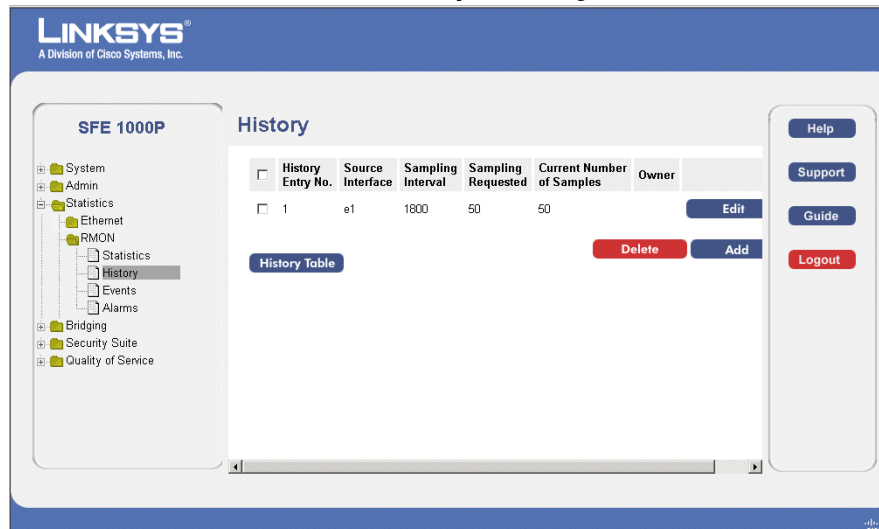 LINKSYS®
A Division of Cisco Systems, Inc.
SFE 1000P
System
Admin
Statistics
Ethernet
RMON
Statistics
History
Events
Alarms
Bridging
Security Suite
Quality of Service
History
History Entry No. Source Interface Sampling Interval Sampling Requested Current Number of Samples Owner
1 e1 1800 50 50 Edit
Delete Add
History Table
Help
Support
Guide
Logout